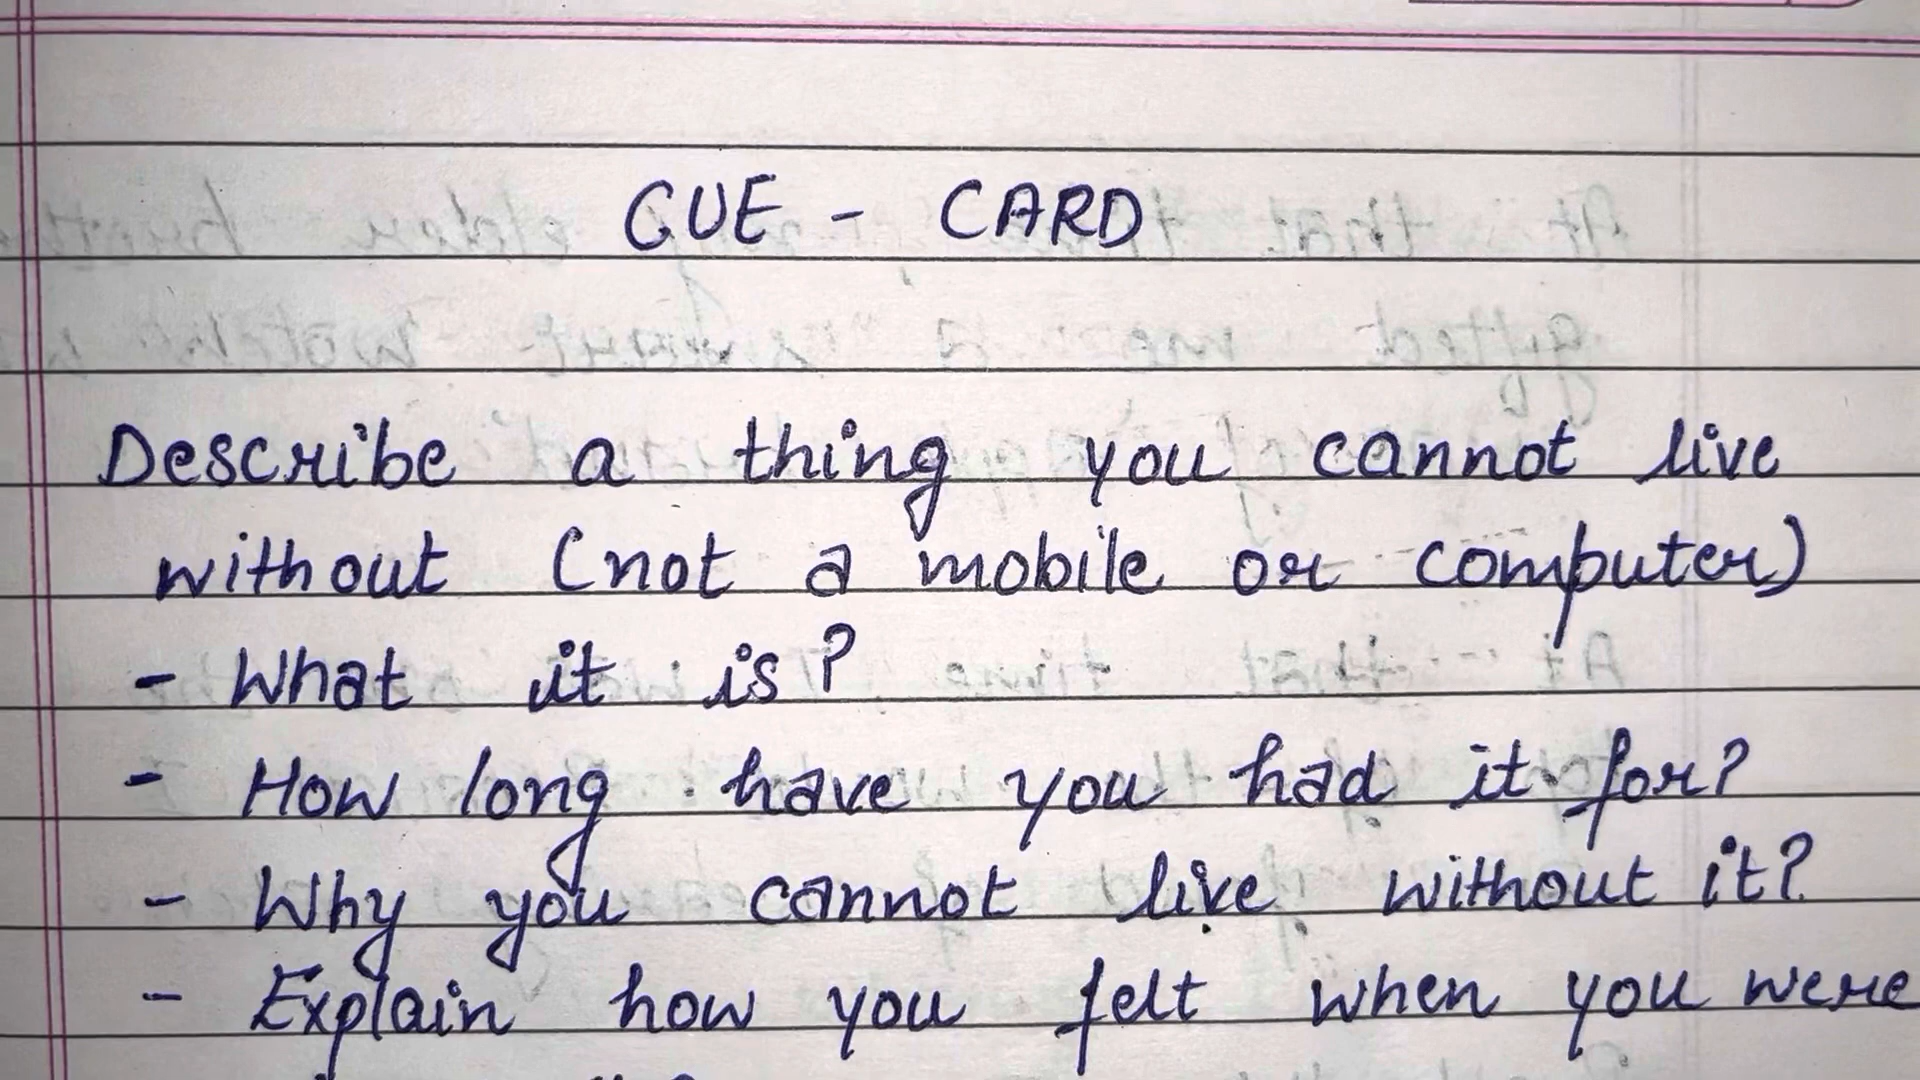 CUE - CARD
Describe a thing you cannot live
without (not a mobile or computer)
- What it is?
- How long have you had it for?
- Why you cannot live without it?
- Explain how you felt when you were